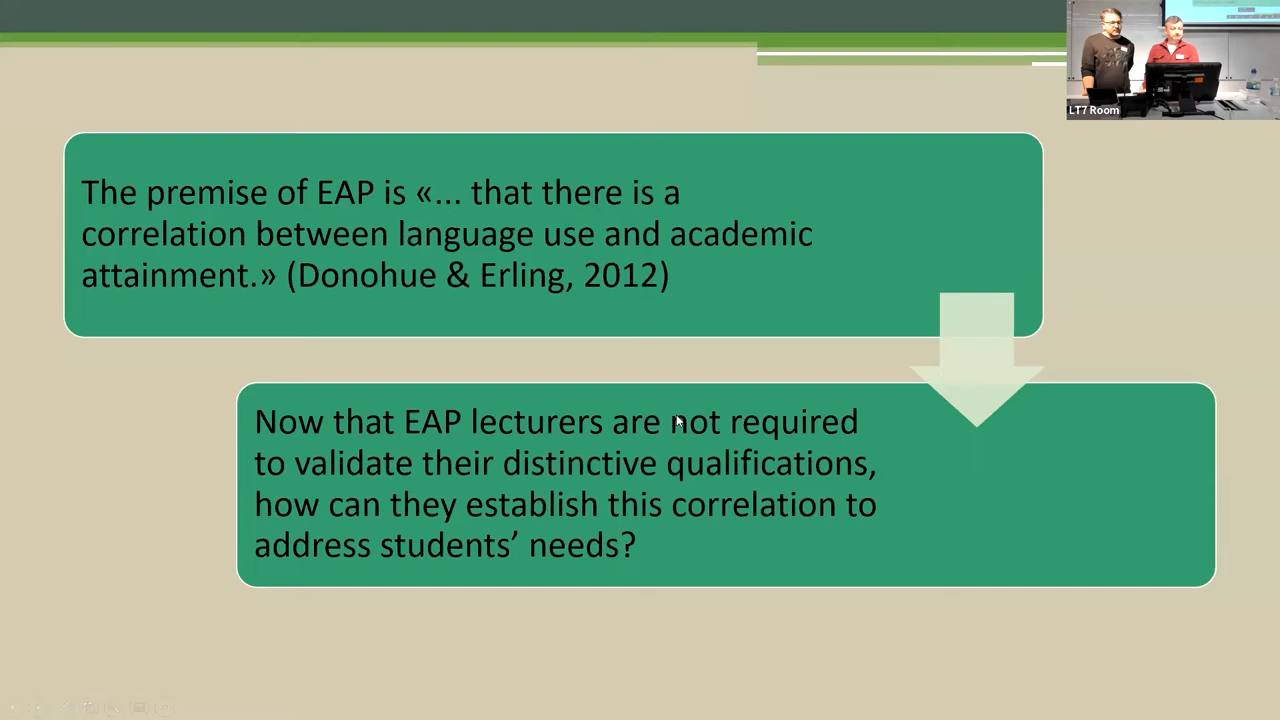 LT7 Room
The premise of EAP is «... that there is a
correlation between language use and academic
attainment.» (Donohue & Erling, 2012)
Now that EAP lecturers are not required
to validate their distinctive qualifications,
how can they establish this correlation to
address students’ needs?